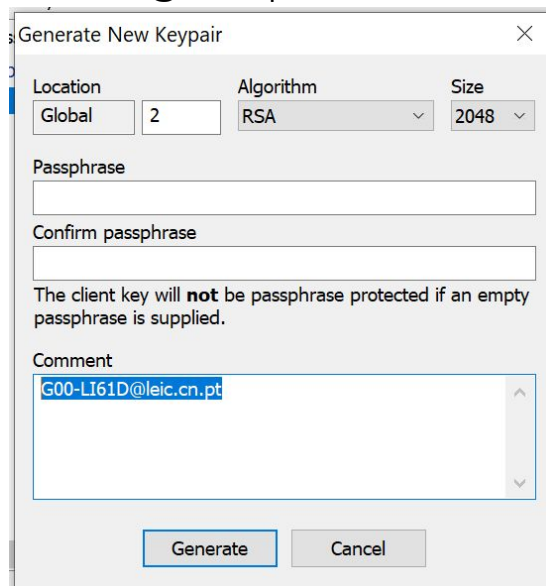 Generate New Keypair
Location Algorithm Size
Global 2 RSA 2048
Passphrase
Confirm passphrase
The client key will not be passphrase protected if an empty
passphrase is supplied.
Comment
G00-LI61D@leic.cn.pt
Generate Cancel